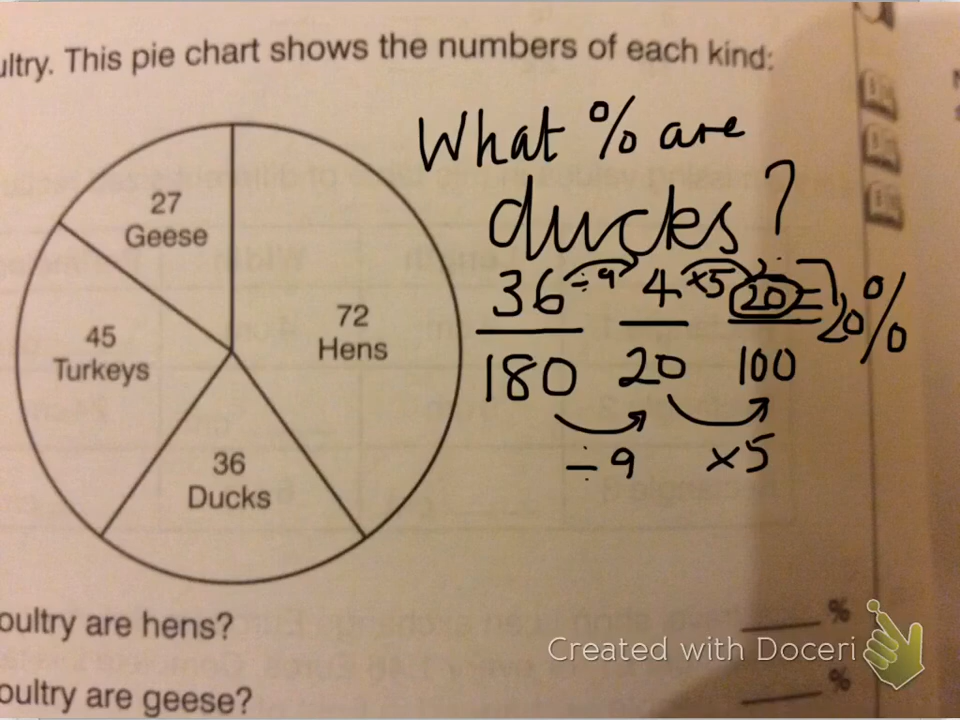 ultry. This pie chart shows the numbers of each kind:
What % are
ducks?
27
Geese
72
Hens
45
Turkeys
36
Ducks
36 ÷9 4 ×5 20 = 20%
180 20 100
÷9 ×5
oultry are hens? %
oultry are geese? %
Created with Doceri